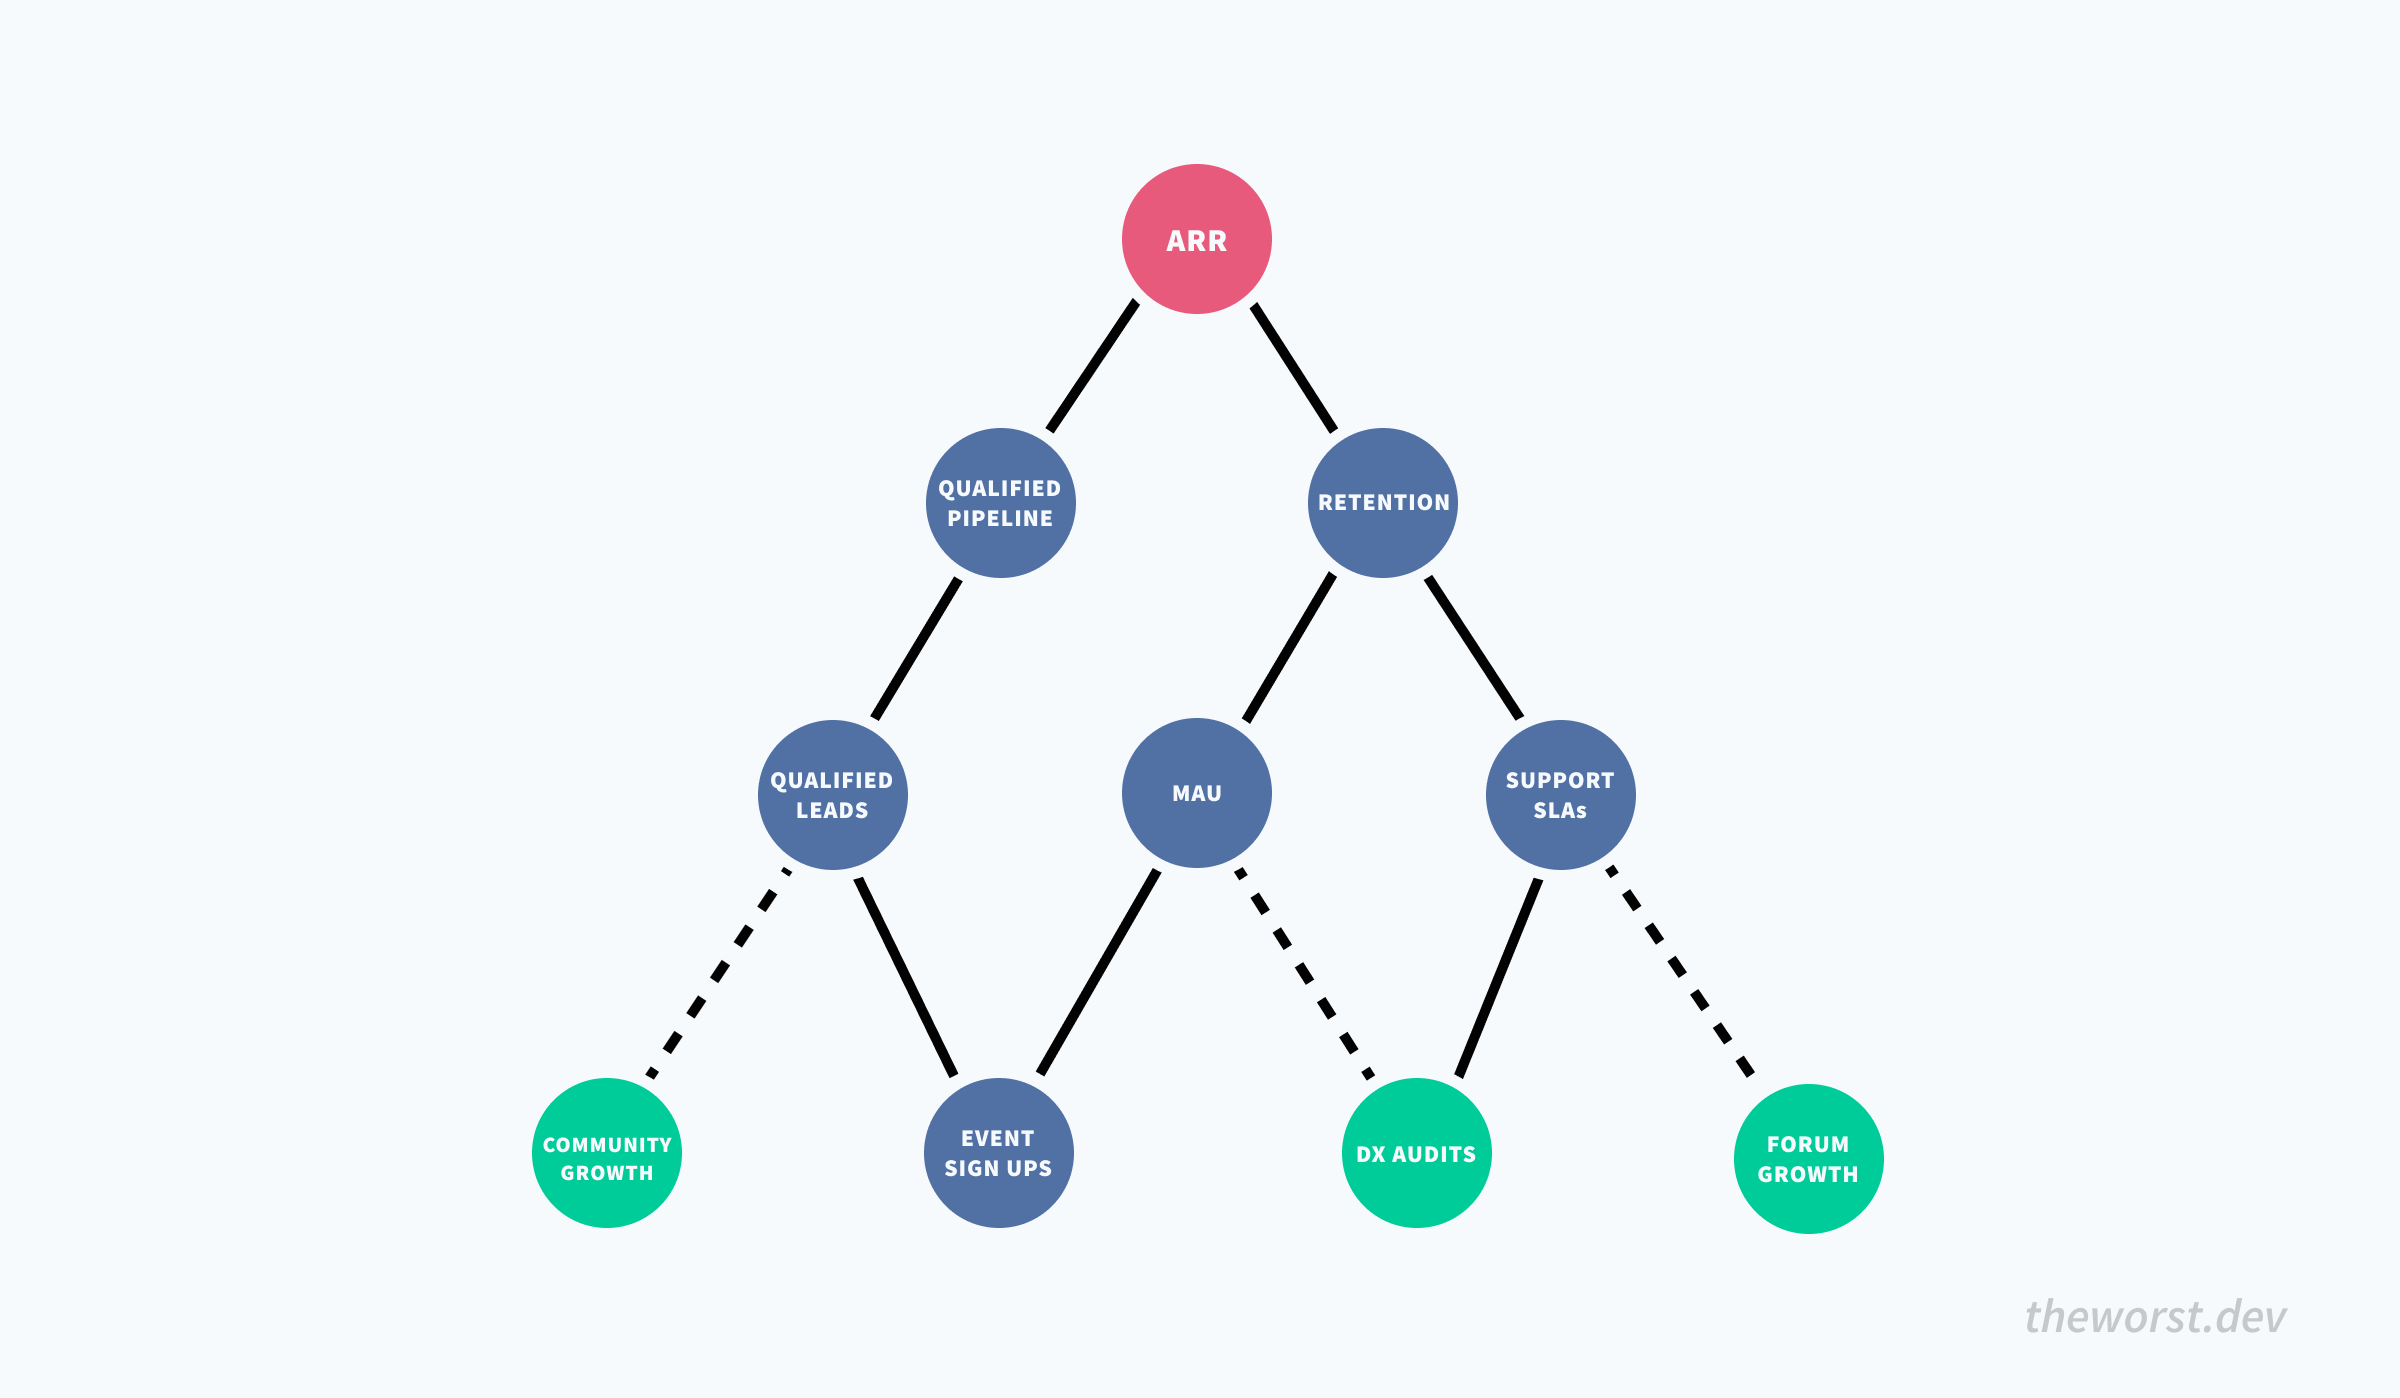 ARR
QUALIFIED
PIPELINE
RETENTION
QUALIFIED
LEADS
MAU
SUPPORT
SLAs
COMMUNITY
GROWTH
EVENT
SIGN UPS
DX AUDITS
FORUM
GROWTH
theworst.dev